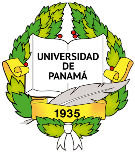 UNIVERSIDAD
DE
PANAMÁ
1935